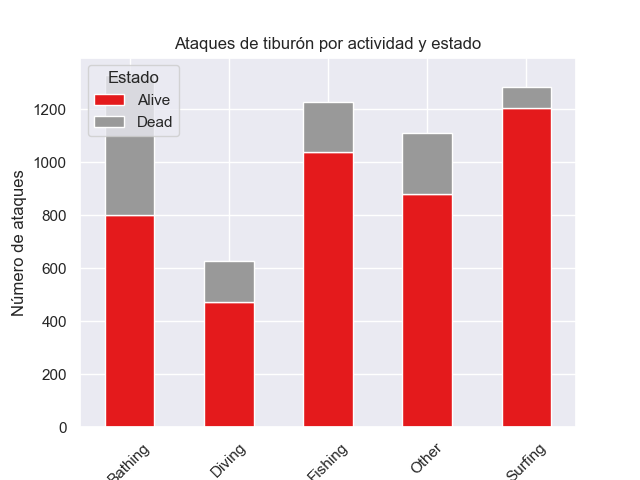 Ataques de tiburón por actividad y estado
Estado
Alive
Dead
Número de ataques
1200
1000
800
600
400
200
0
Bathing
Diving
Fishing
Other
Surfing